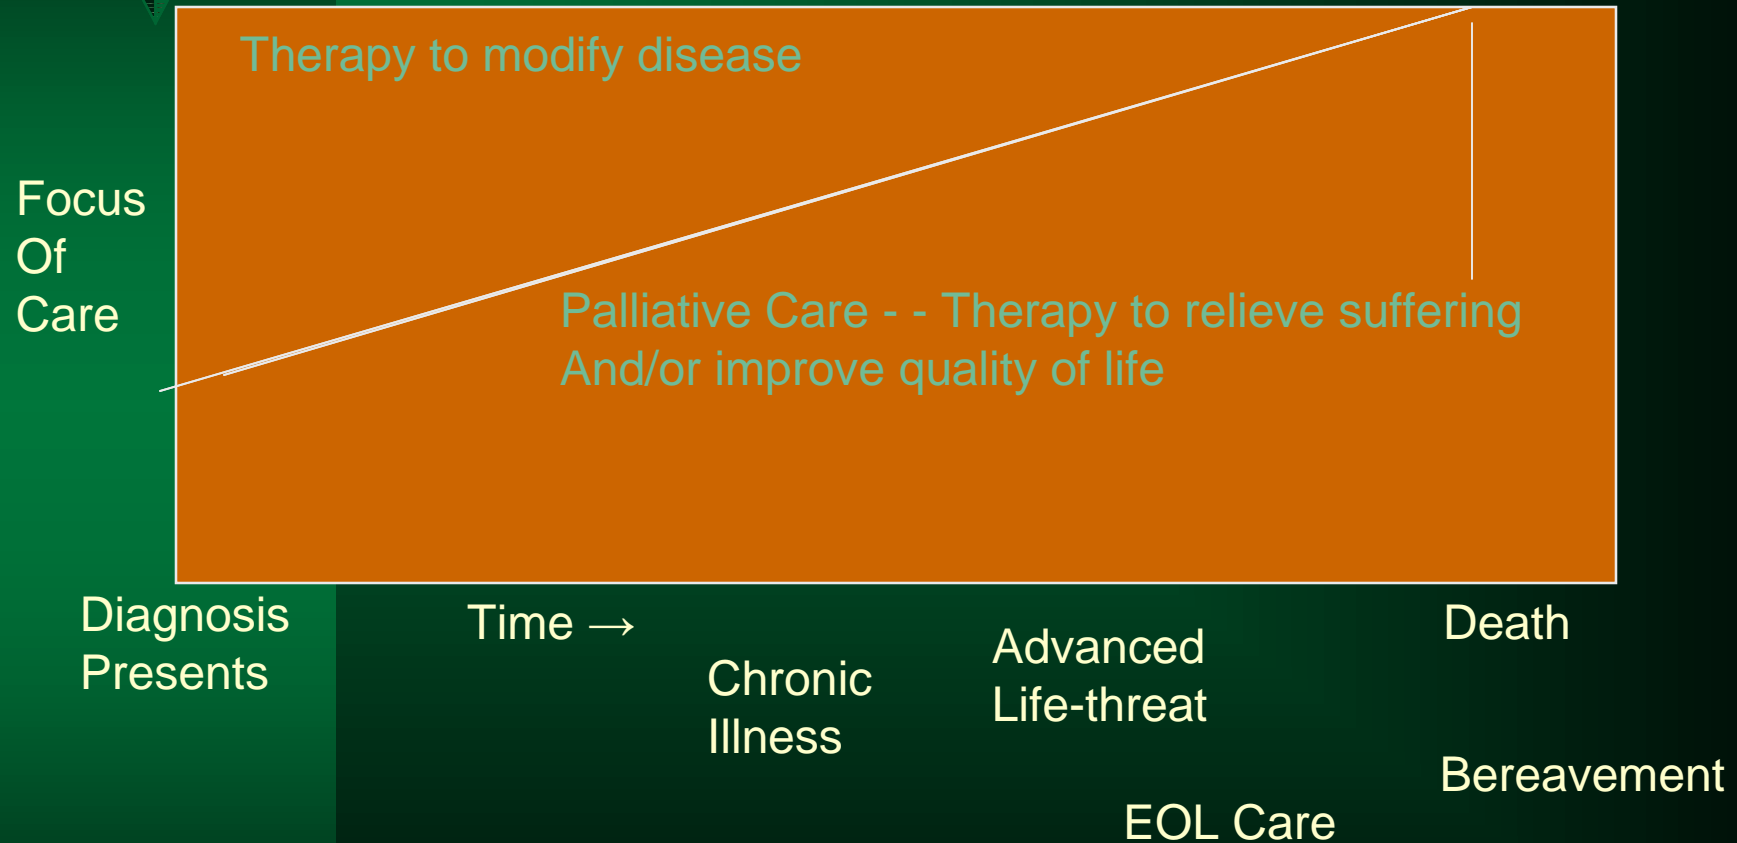 Therapy to modify disease
Focus
Of
Care
Palliative Care - - Therapy to relieve suffering
And/or improve quality of life
Diagnosis
Presents
Time →
Chronic
Illness
Advanced
Life-threat
Death
Bereavement
EOL Care